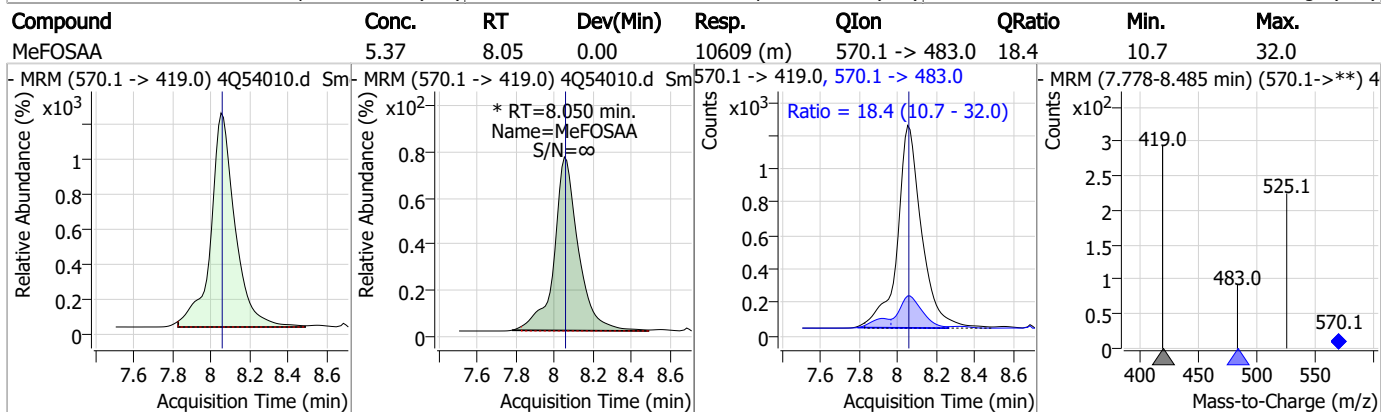 Compound Conc. RT Dev(Min) Resp. QIon QRatio Min. Max.
MeFOSAA 5.37 8.05 0.00 10609 (m) 570.1 -> 483.0 18.4 10.7 32.0
- MRM (570.1 -> 419.0) 4Q54010.d Sm
Relative Abundance (%)
x10³
1
0.8
0.6
0.4
0.2
0
7.6 7.8 8 8.2 8.4 8.6
Acquisition Time (min)
- MRM (570.1 -> 419.0) 4Q54010.d Sm
Relative Abundance (%)
x10²
* RT=8.050 min.
Name=MeFOSAA
S/N=∞
0.8
0.6
0.4
0.2
0
7.6 7.8 8 8.2 8.4 8.6
Acquisition Time (min)
570.1 -> 419.0, 570.1 -> 483.0
Counts
x10³
Ratio = 18.4 (10.7 - 32.0)
1
0.8
0.6
0.4
0.2
0
7.6 7.8 8 8.2 8.4 8.6
Acquisition Time (min)
- MRM (7.778-8.485 min) (570.1->**) 4
Counts
x10²
3
2.5
2
1.5
1
0.5
0
419.0
525.1
483.0
570.1
400 450 500 550
Mass-to-Charge (m/z)